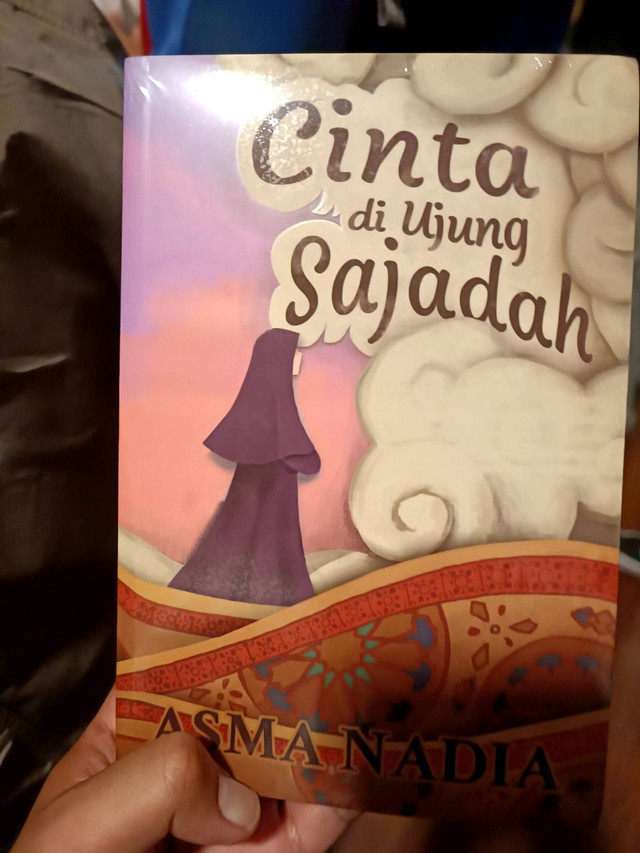 Cinta
di Ujung
Sajadah
ASMA NADIA